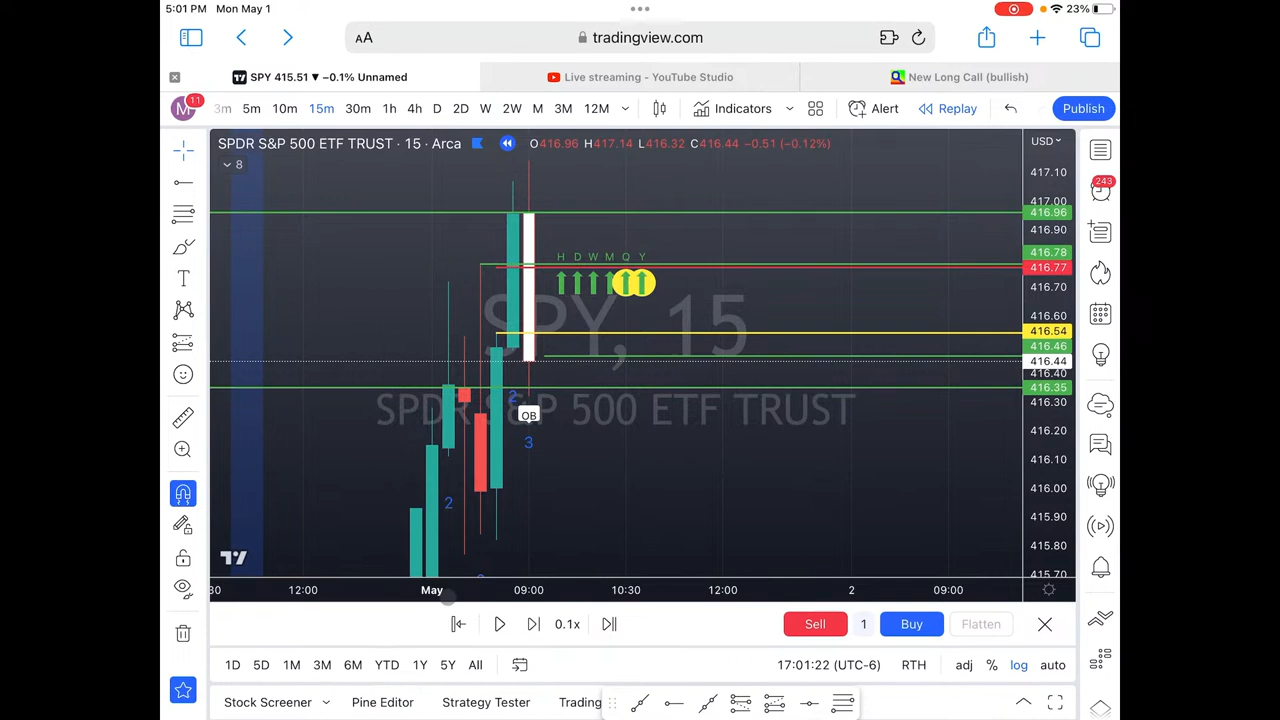 5:01 PM Mon May 1
23%
AA
tradingview.com
SPY 415.51 ▼ −0.1% Unnamed
Live streaming - YouTube Studio
New Long Call (bullish)
M
11
3m 5m 10m 15m 30m 1h 4h D 2D W 2W M 3M 12M
Indicators
Alert
Replay
Publish
SPDR S&P 500 ETF TRUST · 15 · Arca
O416.96 H417.14 L416.32 C416.44 −0.51 (−0.12%)
USD
8
417.10
417.00
416.96
416.90
416.78
416.77
416.70
416.60
416.54
416.46
416.44
416.40
416.35
416.30
416.20
416.10
416.00
415.90
415.80
415.70
243
H D W M Q Y
SPY, 15
SPDR S&P 500 ETF TRUST
2
OB
3
2
:30 12:00 May 09:00 10:30 12:00 2 09:00
0.1x
Sell 1 Buy Flatten
1D 5D 1M 3M 6M YTD 1Y 5Y All
17:01:22 (UTC-6) RTH adj % log auto
Stock Screener Pine Editor Strategy Tester Trading